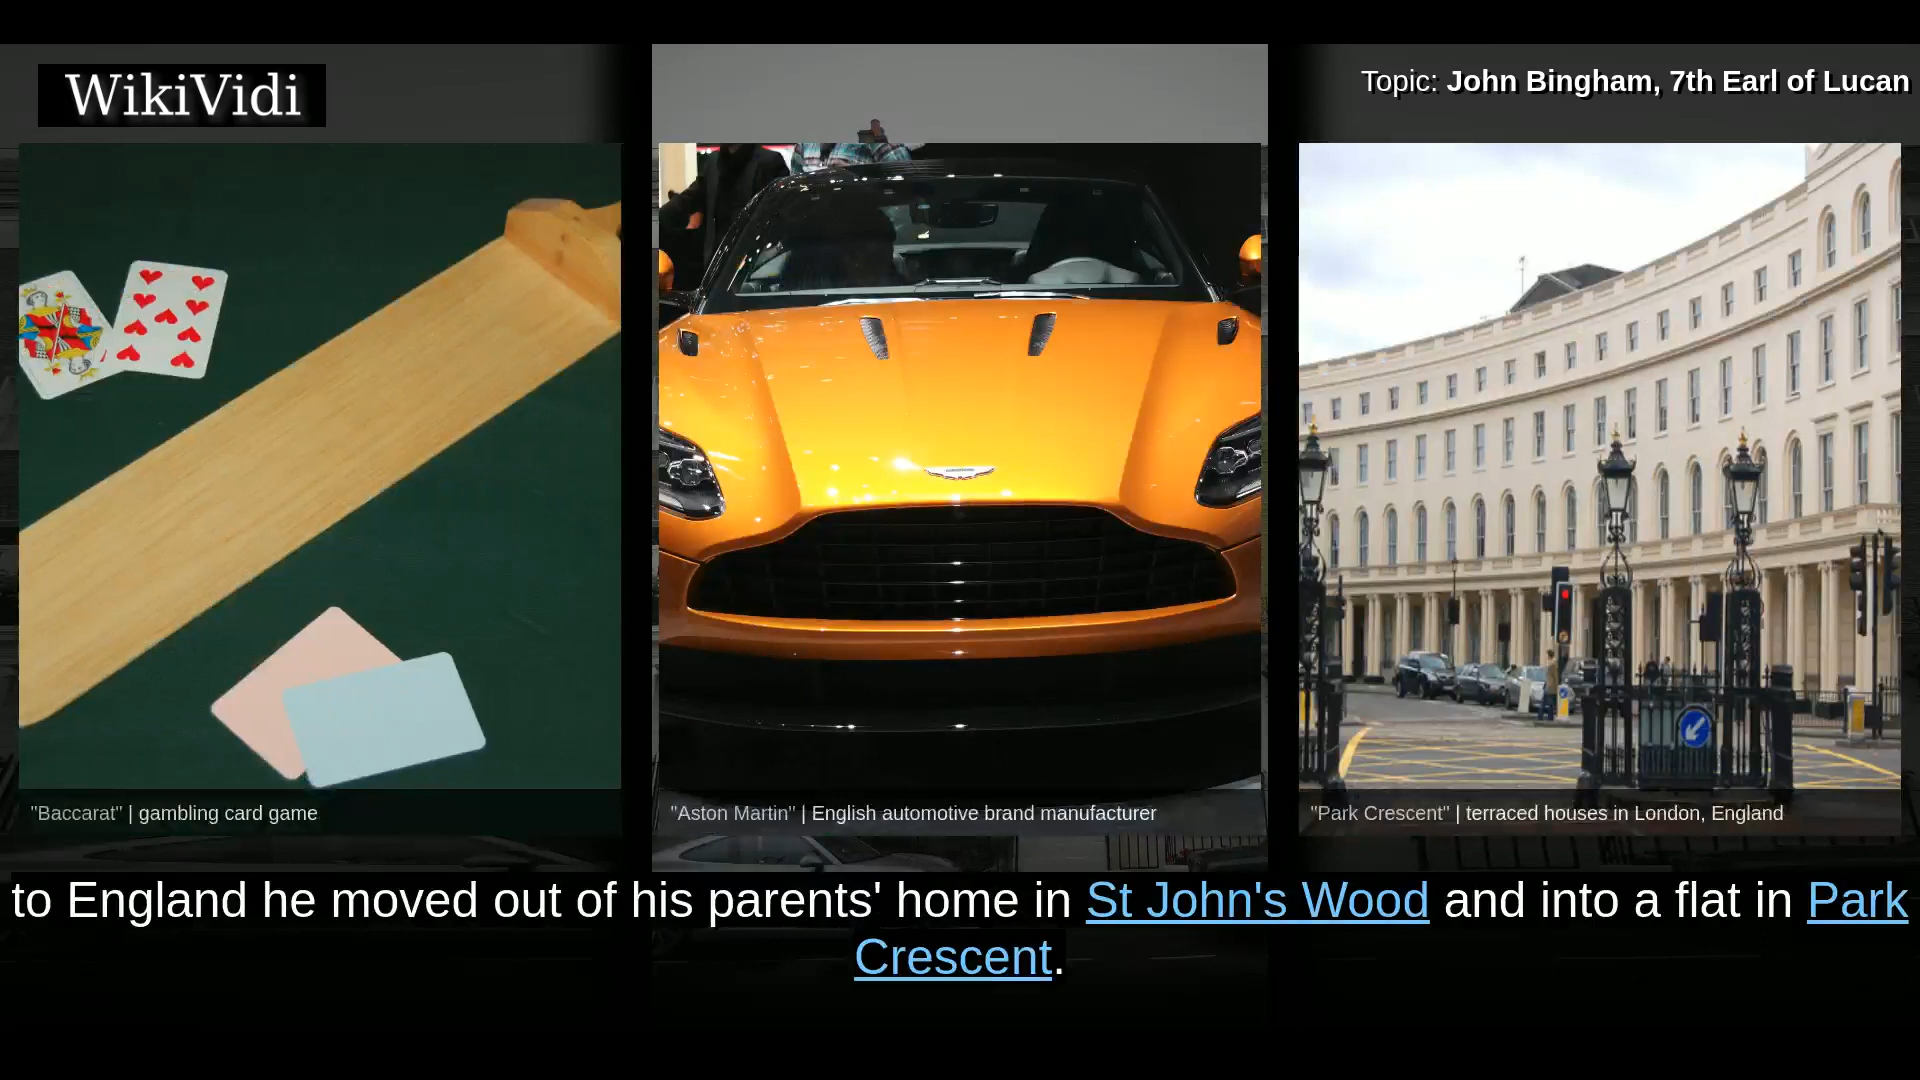 WikiVidi
Topic: John Bingham, 7th Earl of Lucan
"Baccarat" | gambling card game
"Aston Martin" | English automotive brand manufacturer
"Park Crescent" | terraced houses in London, England
to England he moved out of his parents' home in St John's Wood and into a flat in Park
Crescent.